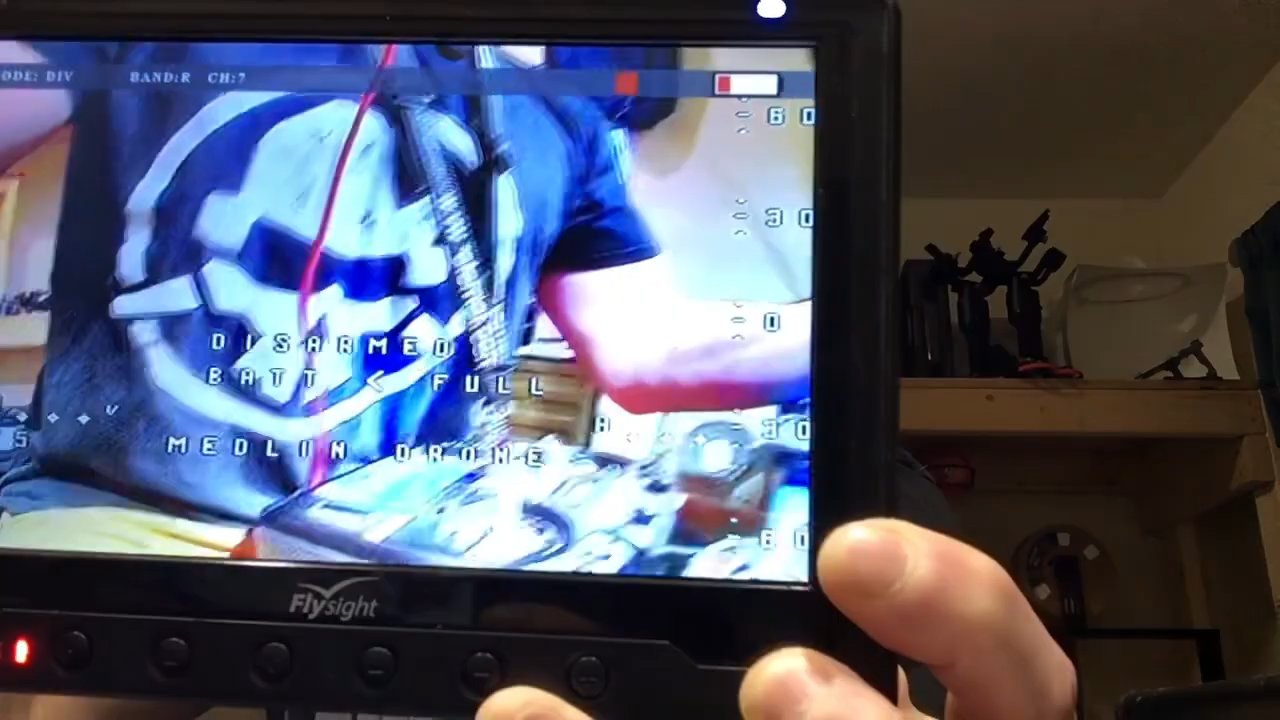 ODE: DIV BAND:R CH:7
60
30
0
DISARMED
BATT < FULL
30
MEDLIN DRONE
60
Flysight